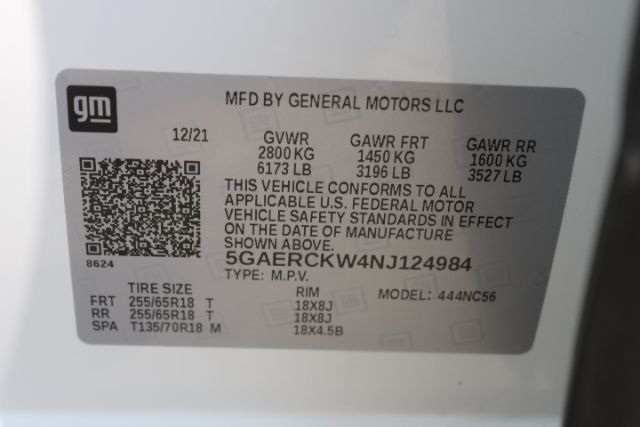 gm
MFD BY GENERAL MOTORS LLC
12/21 GVWR GAWR FRT GAWR RR
2800 KG 1450 KG 1600 KG
6173 LB 3196 LB 3527 LB
THIS VEHICLE CONFORMS TO ALL
APPLICABLE U.S. FEDERAL MOTOR
VEHICLE SAFETY STANDARDS IN EFFECT
ON THE DATE OF MANUFACTURE
SHOWN ABOVE.
8624
5GAERCKW4NJ124984
TYPE: M.P.V.
TIRE SIZE RIM MODEL: 444NC56
FRT 255/65R18 T 18X8J
RR 255/65R18 T 18X8J
SPA T135/70R18 M 18X4.5B